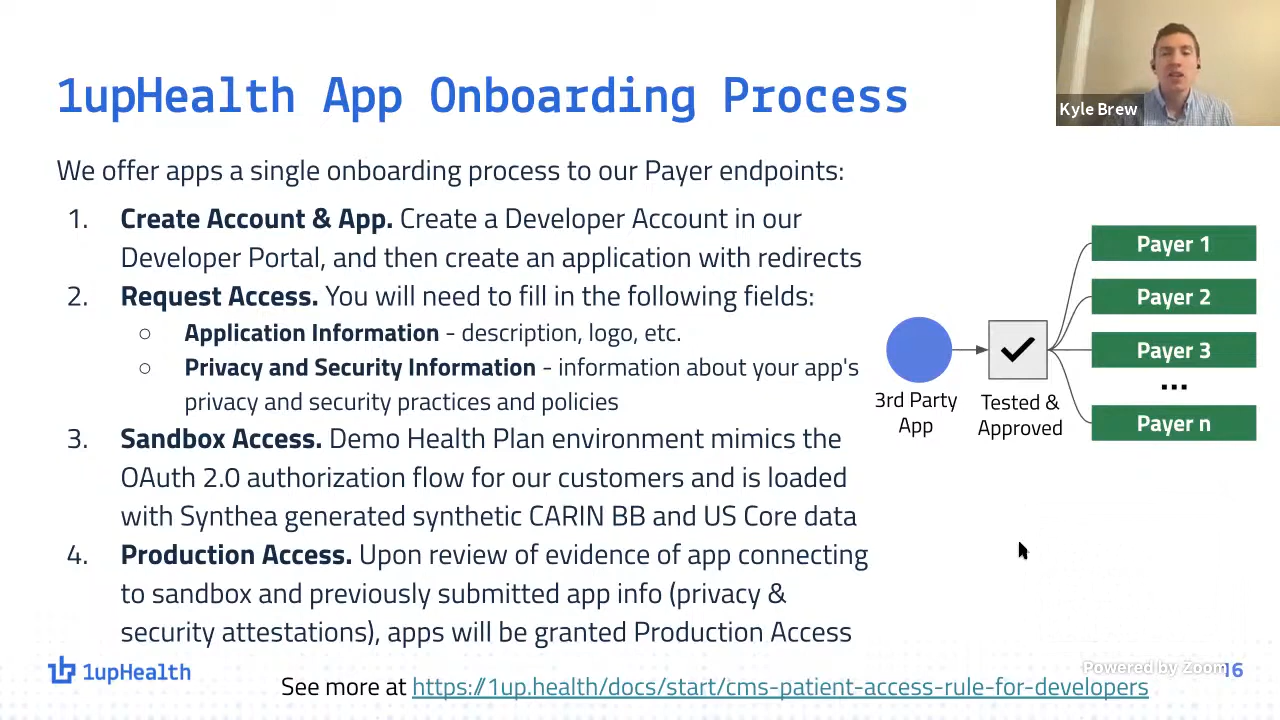 1upHealth App Onboarding Process
Kyle Brew
We offer apps a single onboarding process to our Payer endpoints:
1. Create Account & App. Create a Developer Account in our
Developer Portal, and then create an application with redirects
2. Request Access. You will need to fill in the following fields:
○ Application Information - description, logo, etc.
○ Privacy and Security Information - information about your app's
privacy and security practices and policies
3. Sandbox Access. Demo Health Plan environment mimics the
OAuth 2.0 authorization flow for our customers and is loaded
with Synthea generated synthetic CARIN BB and US Core data
4. Production Access. Upon review of evidence of app connecting
to sandbox and previously submitted app info (privacy &
security attestations), apps will be granted Production Access
3rd Party
App
Tested &
Approved
Payer 1
Payer 2
Payer 3
...
Payer n
1upHealth
See more at https://1up.health/docs/start/cms-patient-access-rule-for-developers
Powered by Zoom
16